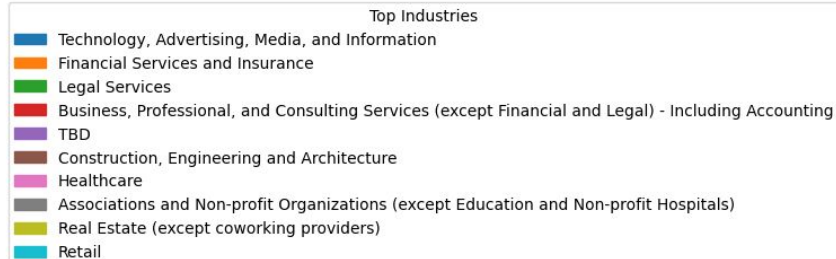 Top Industries
Technology, Advertising, Media, and Information
Financial Services and Insurance
Legal Services
Business, Professional, and Consulting Services (except Financial and Legal) - Including Accounting
TBD
Construction, Engineering and Architecture
Healthcare
Associations and Non-profit Organizations (except Education and Non-profit Hospitals)
Real Estate (except coworking providers)
Retail